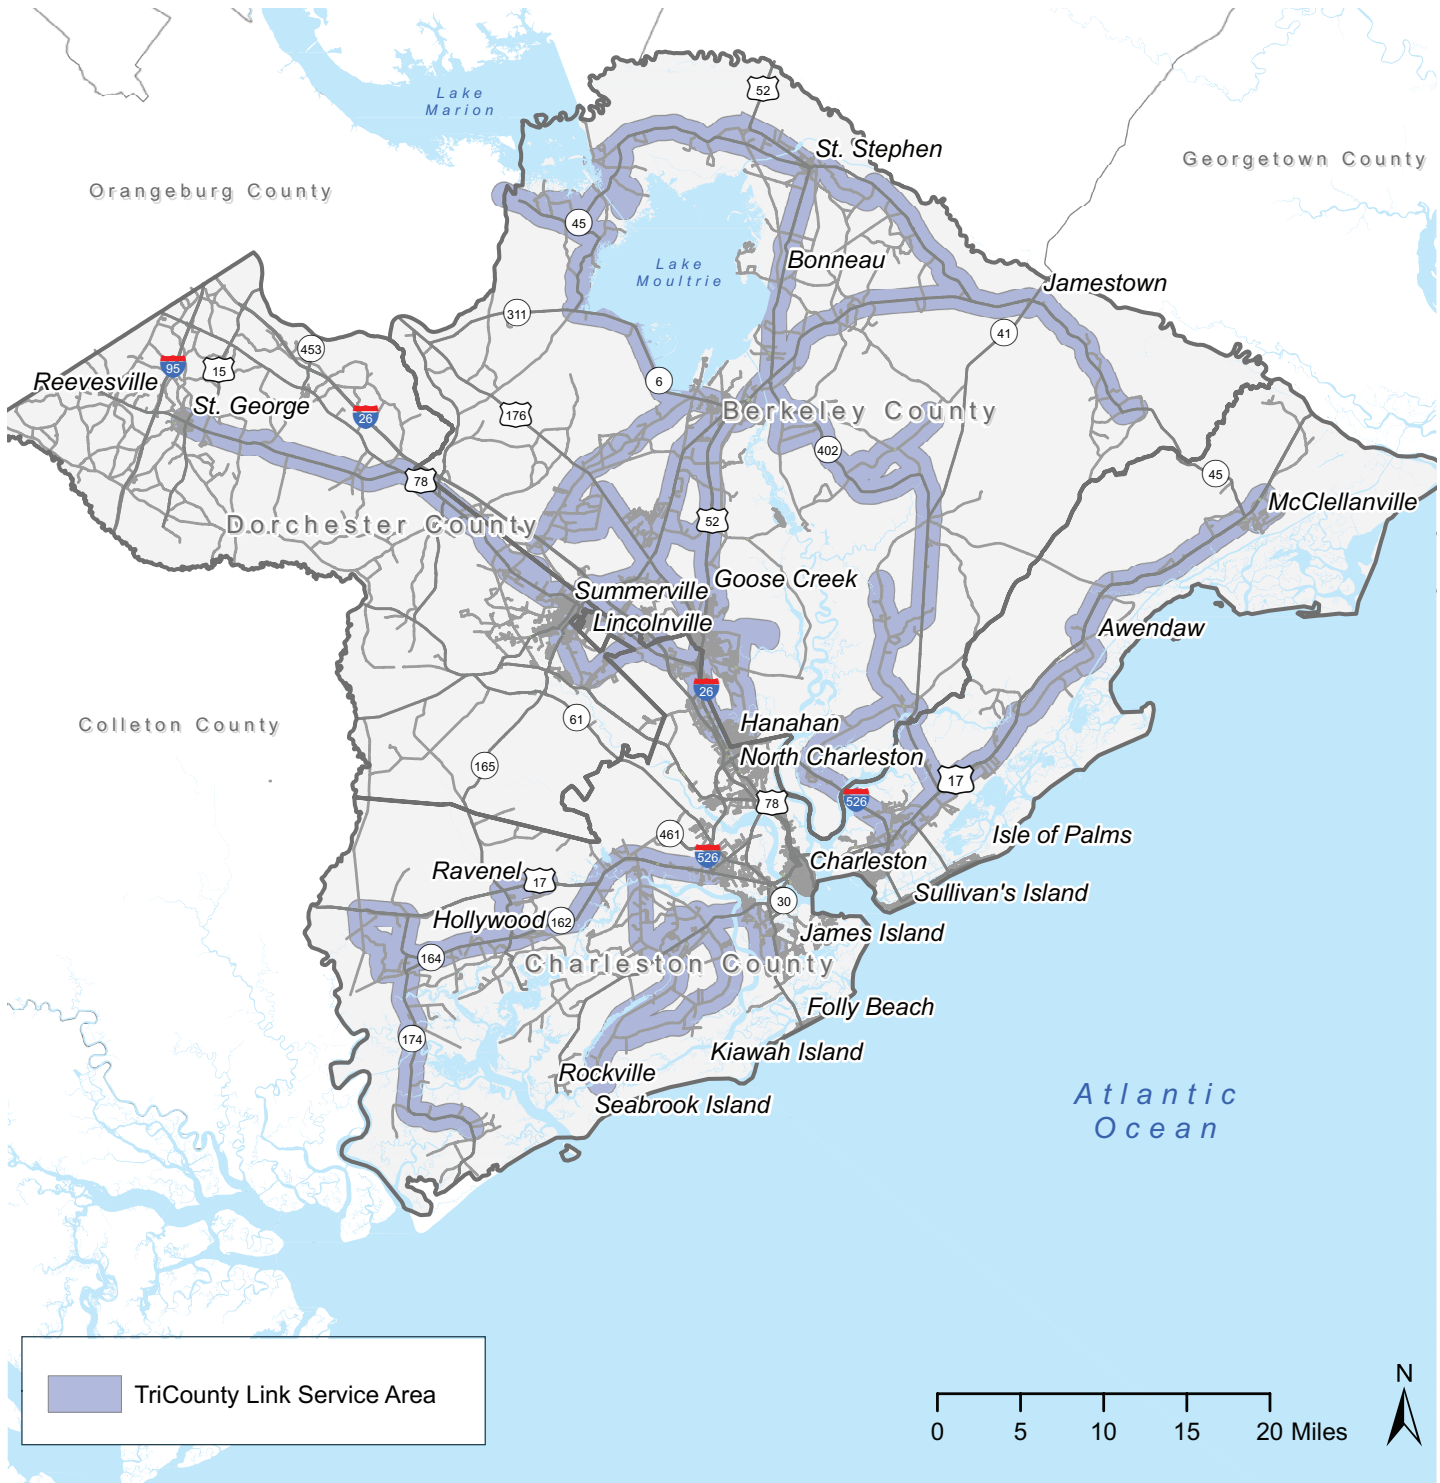 Lake
Marion
52
St. Stephen
Georgetown County
Orangeburg County
45
Bonneau
Lake
Moultrie
Jamestown
311
41
453
95
15
Reevesville
6
St. George
26
176
Berkeley County
402
78
45
McClellanville
Dorchester County
52
Goose Creek
Summerville
Lincolnville
Awendaw
26
Colleton County
61
Hanahan
North Charleston
165
17
526
78
461
Isle of Palms
526
Charleston
Ravenel
17
Sullivan's Island
30
Hollywood
162
James Island
164
Charleston County
Folly Beach
174
Kiawah Island
Rockville
Seabrook Island
Atlantic
Ocean
TriCounty Link Service Area
N
0 5 10 15 20 Miles